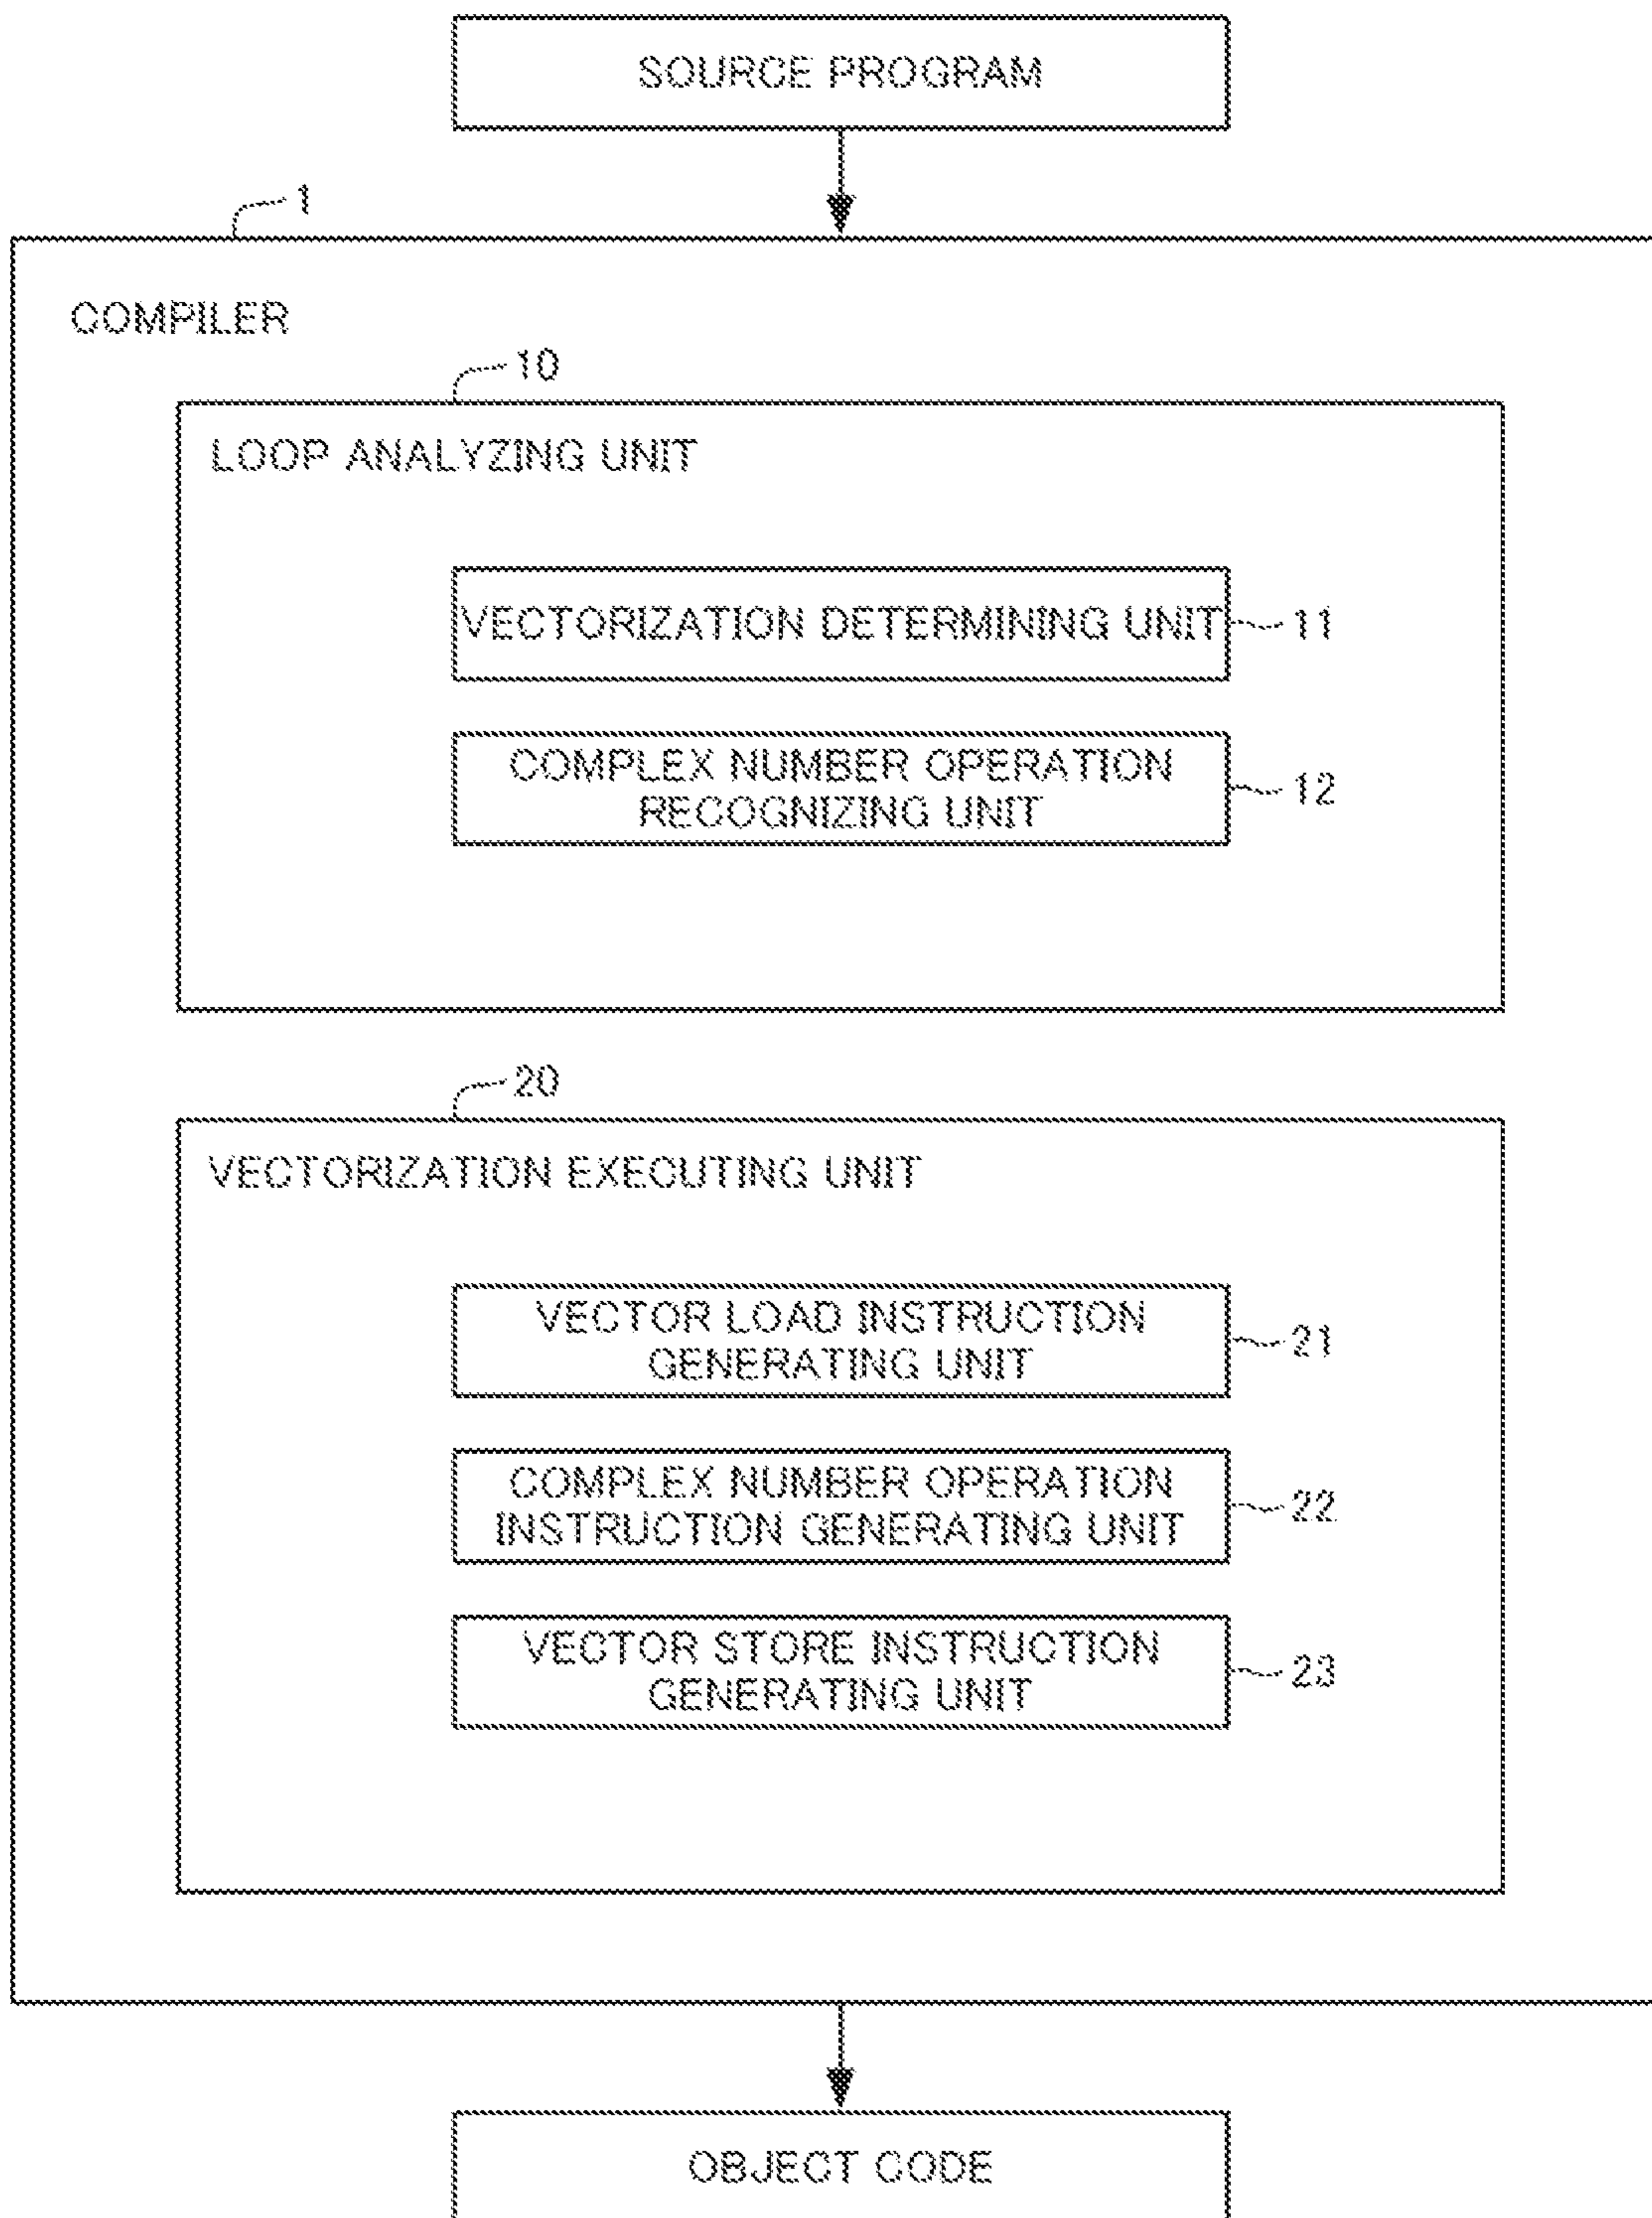 SOURCE PROGRAM
1
COMPILER
10
LOOP ANALYZING UNIT
VECTORIZATION DETERMINING UNIT
11
COMPLEX NUMBER OPERATION
RECOGNIZING UNIT
12
20
VECTORIZATION EXECUTING UNIT
VECTOR LOAD INSTRUCTION
GENERATING UNIT
21
COMPLEX NUMBER OPERATION
INSTRUCTION GENERATING UNIT
22
VECTOR STORE INSTRUCTION
GENERATING UNIT
23
OBJECT CODE